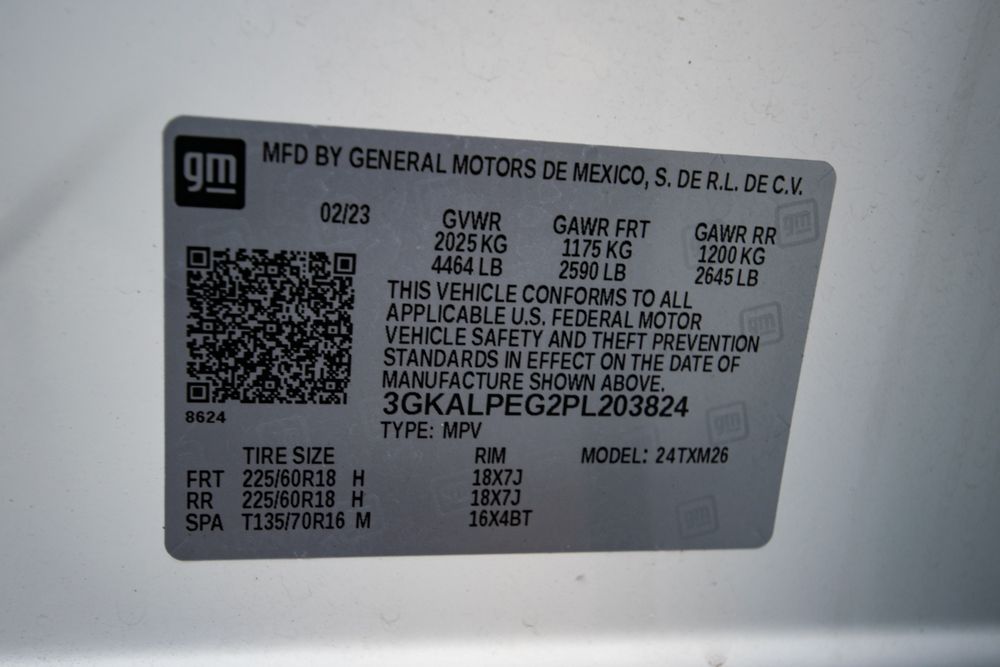 gm
MFD BY GENERAL MOTORS DE MEXICO, S. DE R.L. DE C.V.
02/23 GVWR GAWR FRT GAWR RR
2025 KG 1175 KG 1200 KG
4464 LB 2590 LB 2645 LB
THIS VEHICLE CONFORMS TO ALL
APPLICABLE U.S. FEDERAL MOTOR
VEHICLE SAFETY AND THEFT PREVENTION
STANDARDS IN EFFECT ON THE DATE OF
MANUFACTURE SHOWN ABOVE.
8624
3GKALPEG2PL203824
TYPE: MPV
TIRE SIZE RIM MODEL: 24TXM26
FRT 225/60R18 H 18X7J
RR 225/60R18 H 18X7J
SPA T135/70R16 M 16X4BT